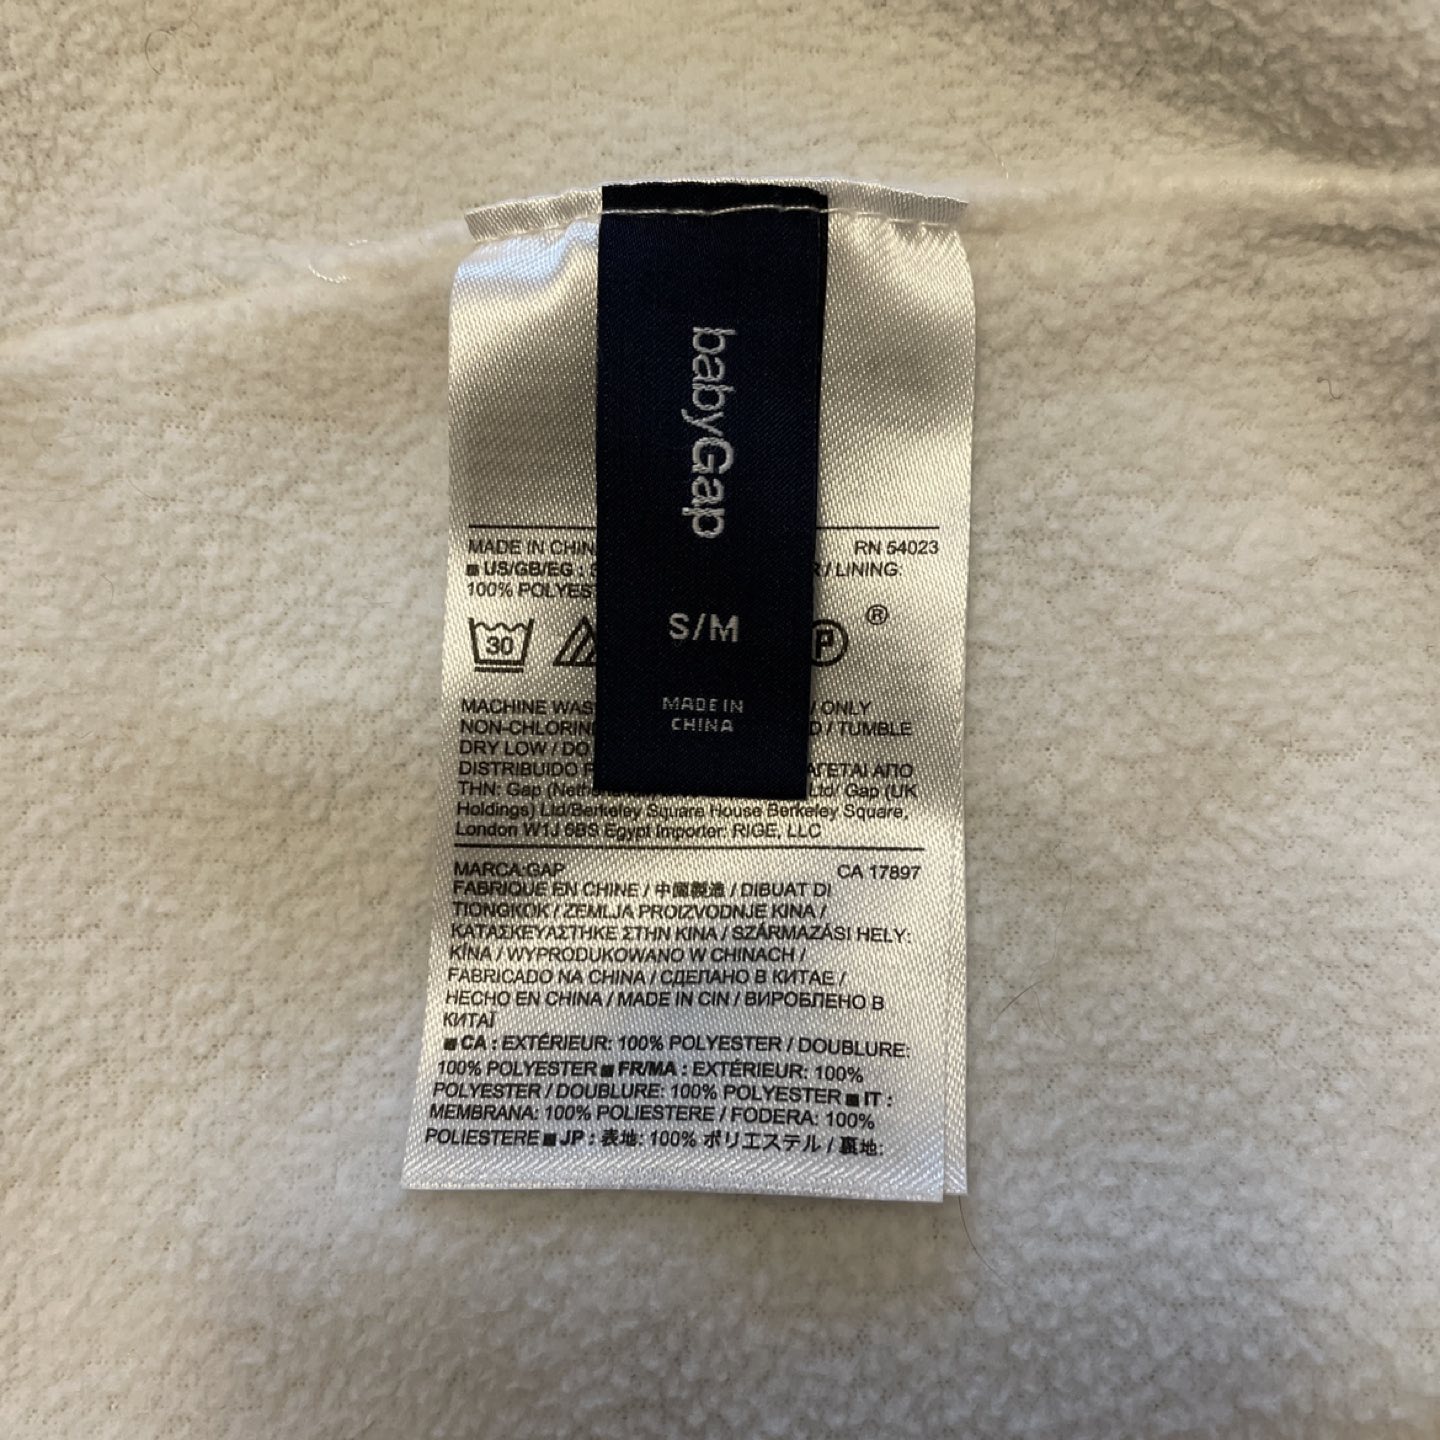 babyGap
S/M
MADE IN
CHINA
MADE IN CHIN RN 54023
■ US/GB/EG : / LINING:
100% POLYES
30 P ®
MACHINE WAS / ONLY
NON-CHLORIN D / TUMBLE
DRY LOW / DO
DISTRIBUIDO ΑΓΕΤΑΙ ΑΠΟ
ΤΗΝ: Gap (Neth Ltd/ Gap (UK
Holdings) Ltd/Berkeley Square House Berkeley Square,
London W1J 6BS Egypt Importer: RIGE, LLC
MARCA:GAP CA 17897
FABRIQUÉ EN CHINE / 中國製造 / DIBUAT DI
TIONGKOK / ZEMLJA PROIZVODNJE KINA /
ΚΑΤΑΣΚΕΥΑΣΤΗΚΕ ΣΤΗΝ ΚΙΝΑ / SZÁRMAZÁSI HELY:
KÍNA / WYPRODUKOWANO W CHINACH /
FABRICADO NA CHINA / СДЕЛАНО В КИТАЕ /
HECHO EN CHINA / MADE IN CIN / ВИРОБЛЕНО В
КИТАЇ
■ CA : EXTÉRIEUR: 100% POLYESTER / DOUBLURE:
100% POLYESTER ■ FR/MA : EXTÉRIEUR: 100%
POLYESTER / DOUBLURE: 100% POLYESTER ■ IT :
MEMBRANA: 100% POLIESTERE / FODERA: 100%
POLIESTERE ■ JP : 表地: 100% ポリエステル / 裏地: